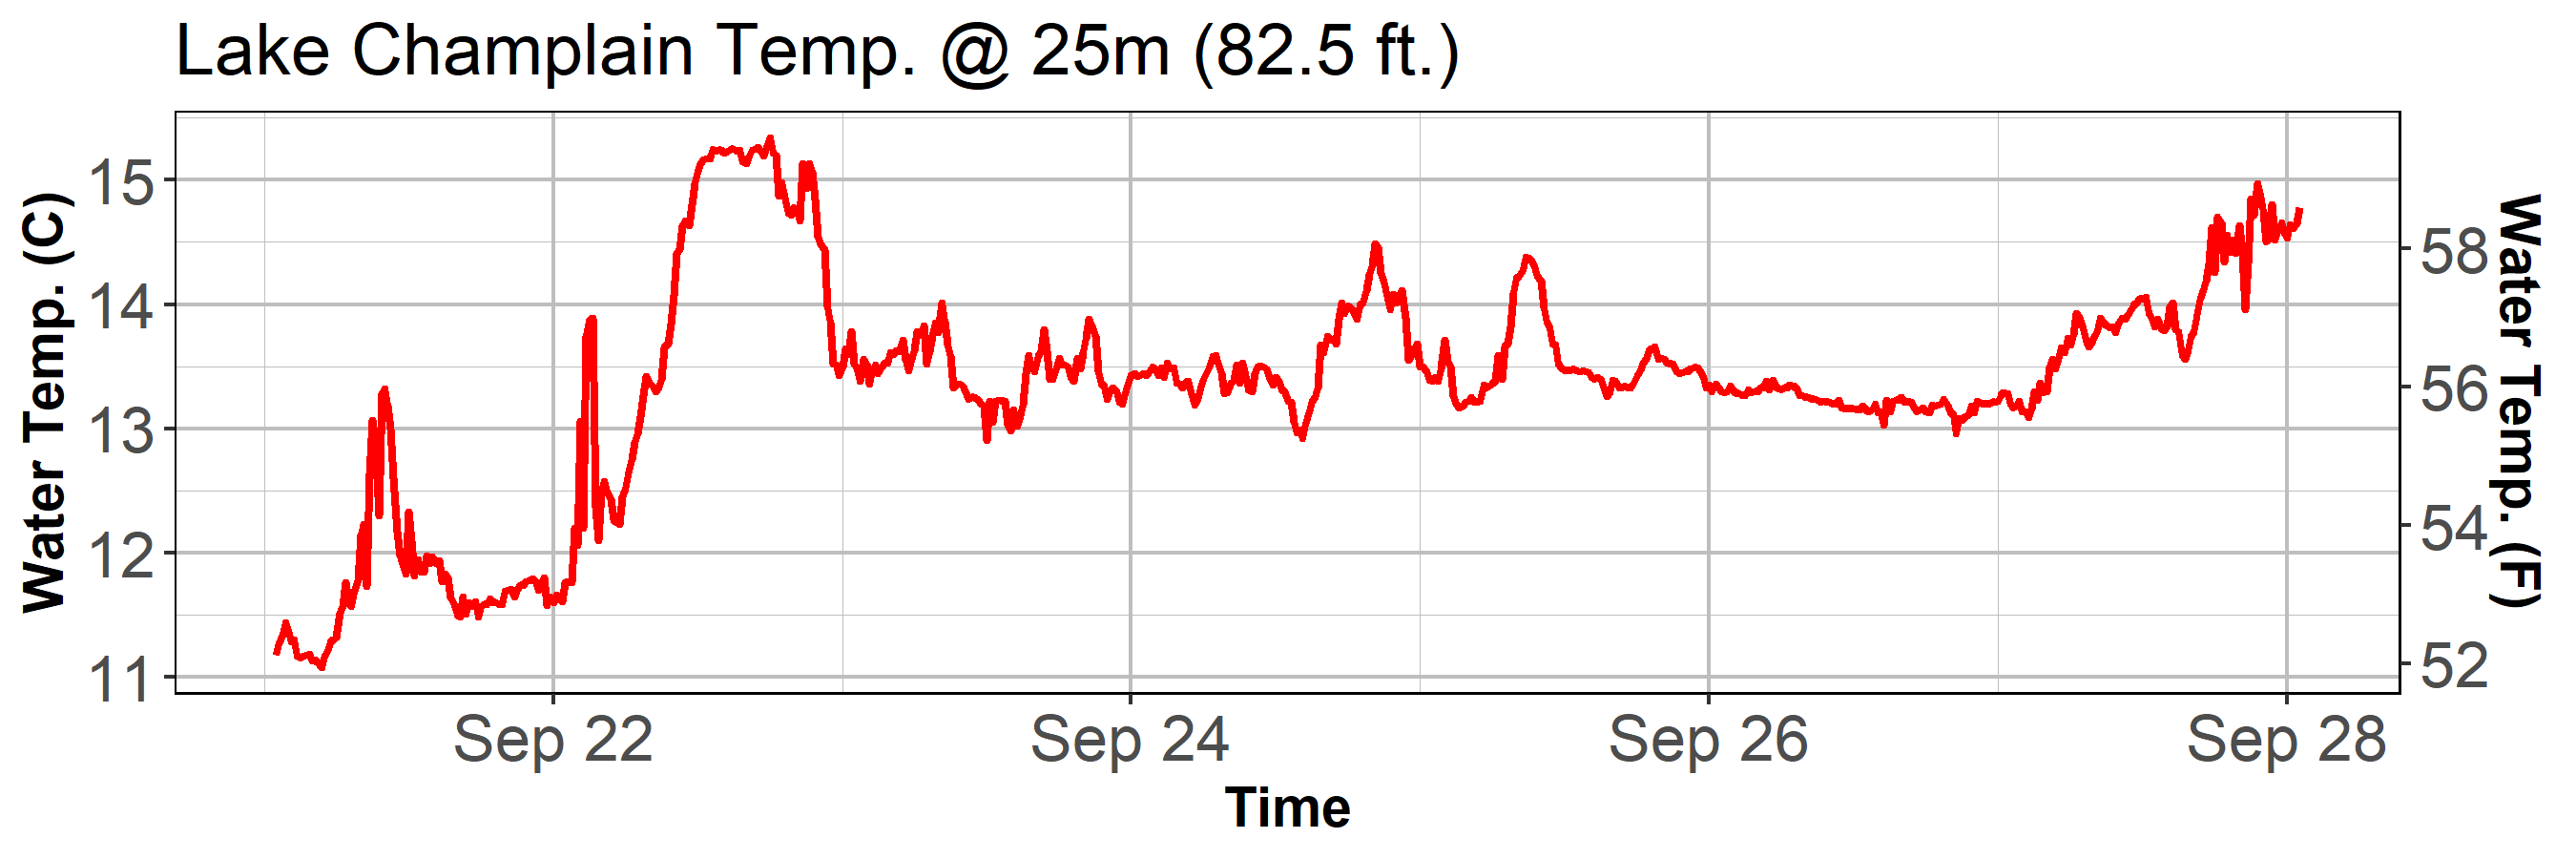 Lake Champlain Temp. @ 25m (82.5 ft.)
Water Temp. (C)
15
14
13
12
11
58
56
54
52
Water Temp. (F)
Sep 22
Sep 24
Sep 26
Sep 28
Time